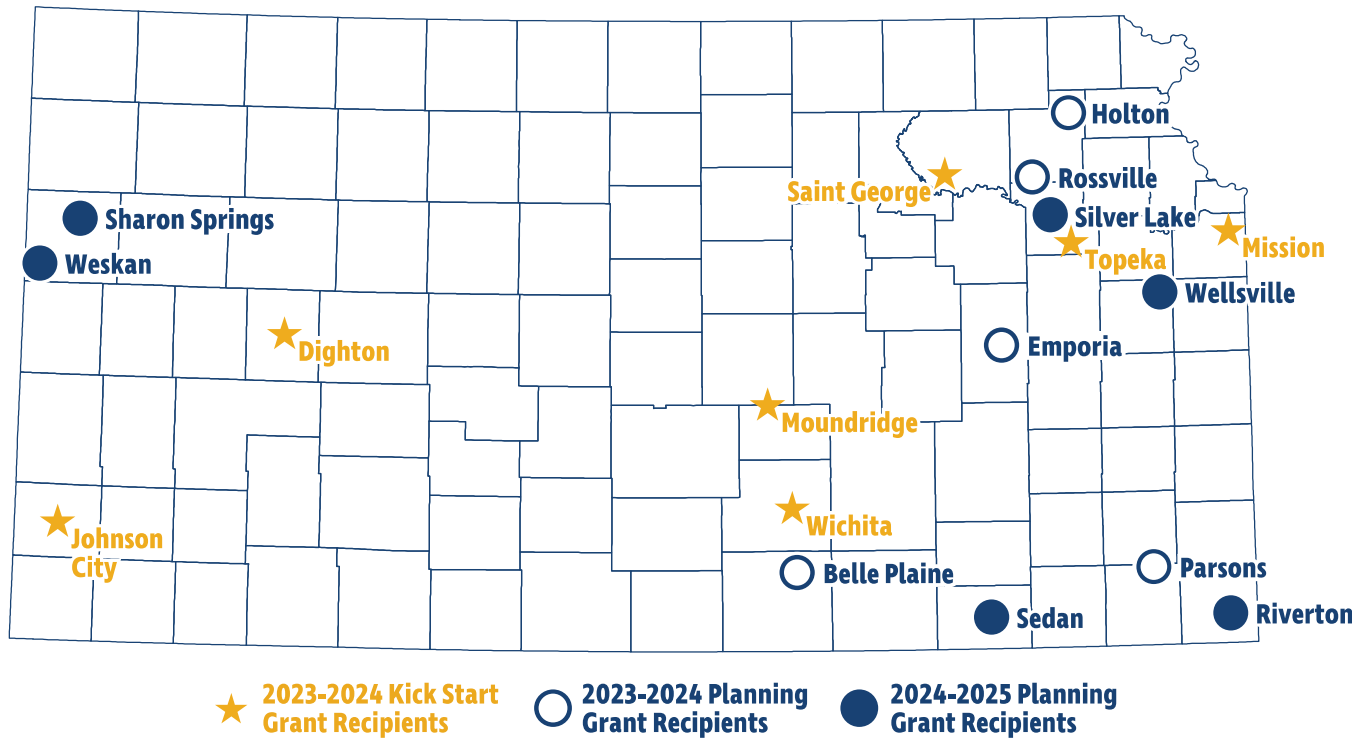 Holton
Rossville
Saint George
Silver Lake
Sharon Springs
Mission
Topeka
Weskan
Wellsville
Emporia
Dighton
Moundridge
Wichita
Johnson
City
Belle Plaine
Parsons
Sedan
Riverton
2023-2024 Kick Start
Grant Recipients
2023-2024 Planning
Grant Recipients
2024-2025 Planning
Grant Recipients